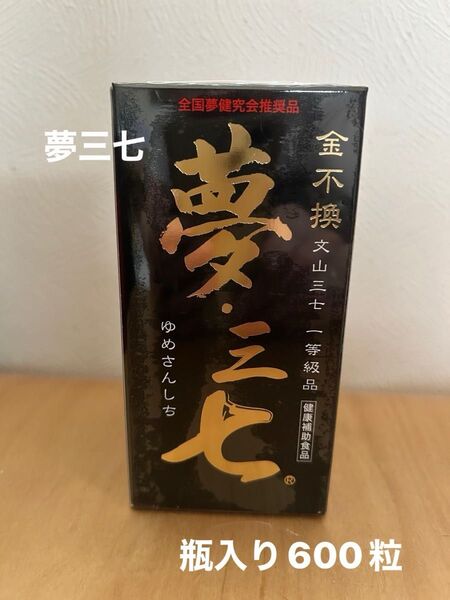 全国夢健究会推奨品
夢三七
金不換
文山三七 一等級品
健康補助食品
夢・三七®
ゆめさんしち
瓶入り600粒